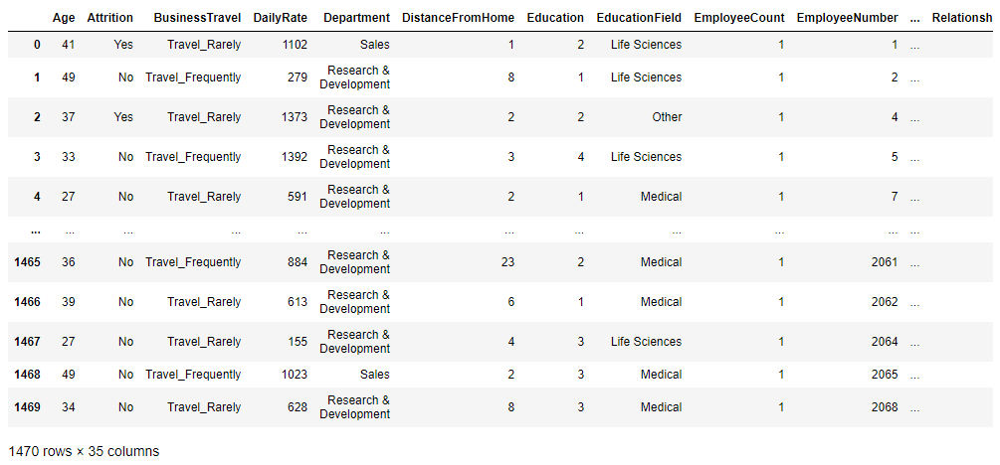 Age Attrition BusinessTravel DailyRate Department DistanceFromHome Education EducationField EmployeeCount EmployeeNumber ... Relationsh
0 41 Yes Travel_Rarely 1102 Sales 1 2 Life Sciences 1 1 ...
1 49 No Travel_Frequently 279 Research & Development 8 1 Life Sciences 1 2 ...
2 37 Yes Travel_Rarely 1373 Research & Development 2 2 Other 1 4 ...
3 33 No Travel_Frequently 1392 Research & Development 3 4 Life Sciences 1 5 ...
4 27 No Travel_Rarely 591 Research & Development 2 1 Medical 1 7 ...
... ... ... ... ... ... ... ... ... ... ... ...
1465 36 No Travel_Frequently 884 Research & Development 23 2 Medical 1 2061 ...
1466 39 No Travel_Rarely 613 Research & Development 6 1 Medical 1 2062 ...
1467 27 No Travel_Rarely 155 Research & Development 4 3 Life Sciences 1 2064 ...
1468 49 No Travel_Frequently 1023 Sales 2 3 Medical 1 2065 ...
1469 34 No Travel_Rarely 628 Research & Development 8 3 Medical 1 2068 ...
1470 rows × 35 columns